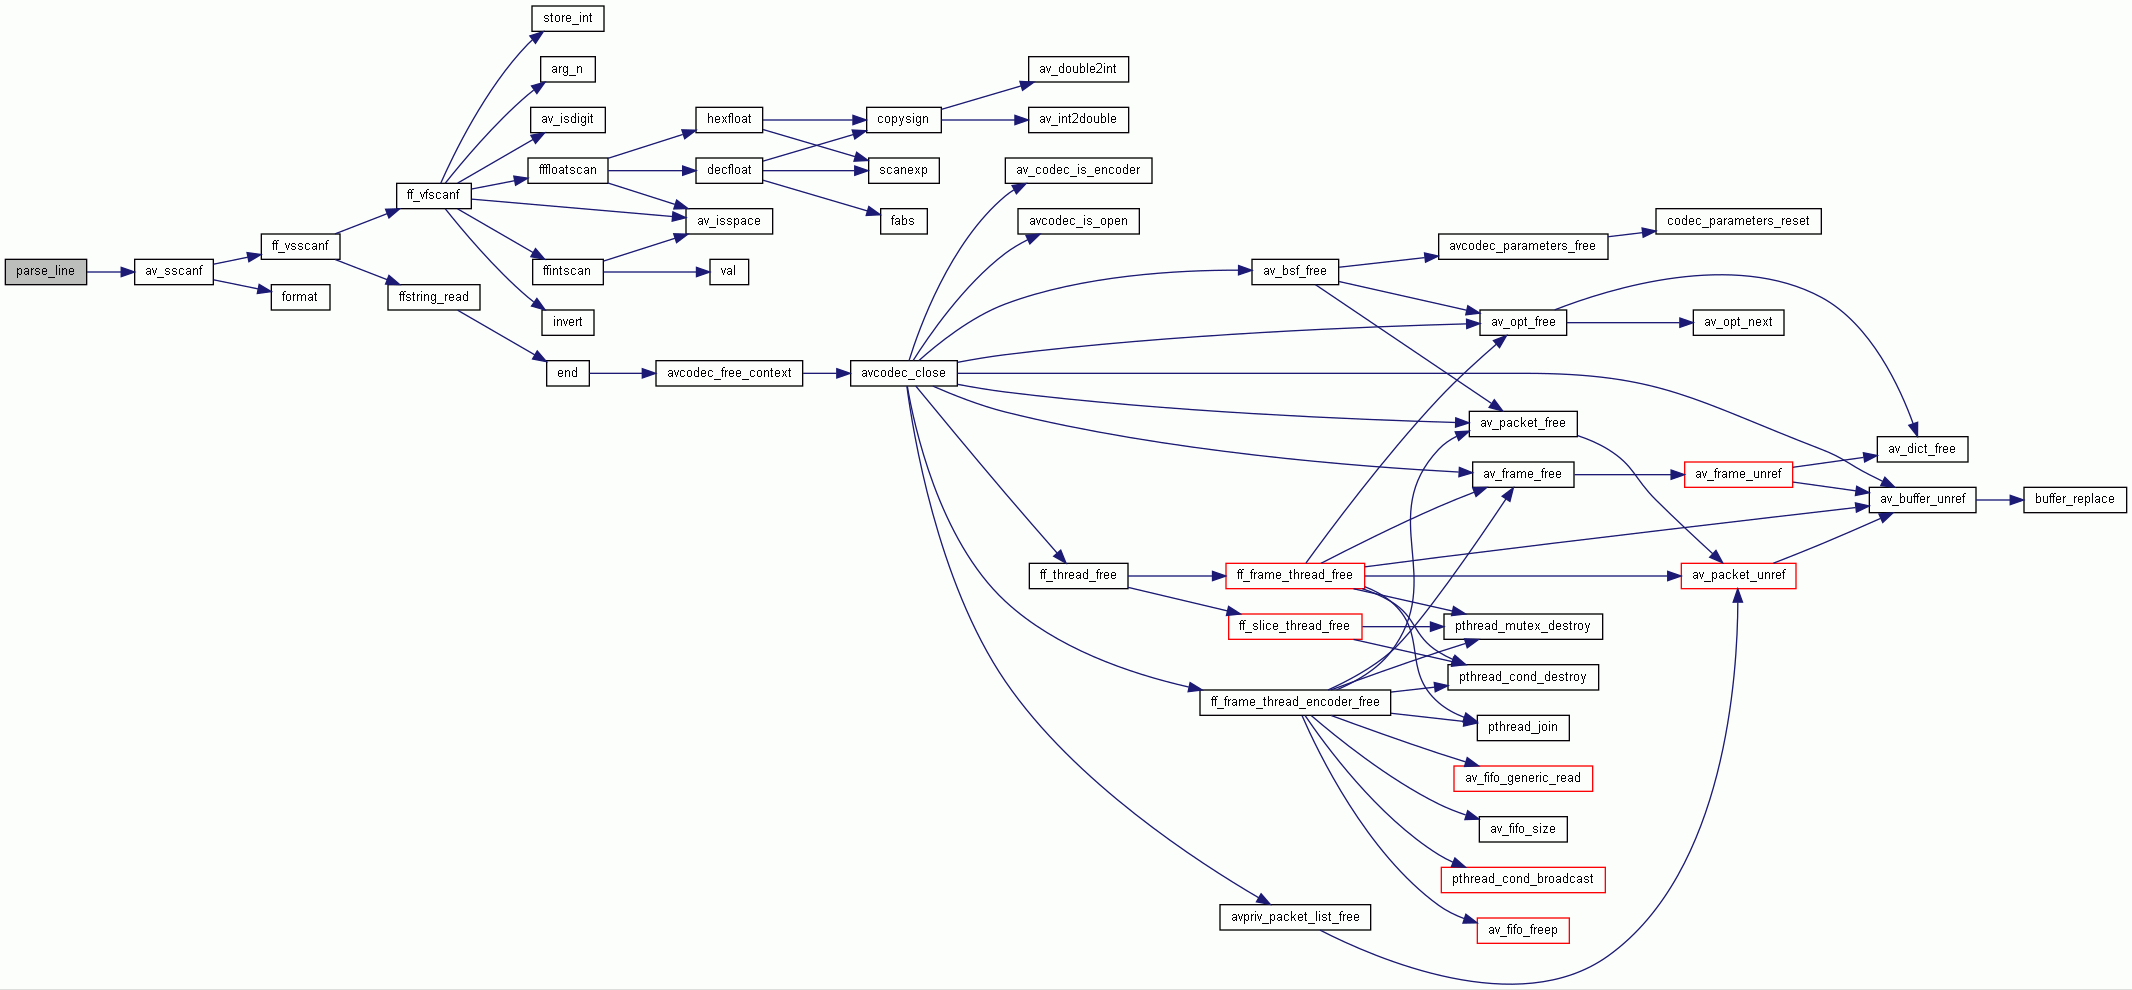 parse_line
av_sscanf
ff_vsscanf
format
ff_vfscanf
ffstring_read
store_int
arg_n
av_isdigit
fffloatscan
ffintscan
invert
end
hexfloat
decfloat
av_isspace
val
avcodec_free_context
copysign
scanexp
fabs
avcodec_close
av_double2int
av_int2double
av_codec_is_encoder
avcodec_is_open
ff_thread_free
av_bsf_free
ff_frame_thread_free
ff_slice_thread_free
ff_frame_thread_encoder_free
avpriv_packet_list_free
avcodec_parameters_free
av_opt_free
av_packet_free
av_frame_free
pthread_mutex_destroy
pthread_cond_destroy
pthread_join
av_fifo_generic_read
av_fifo_size
pthread_cond_broadcast
av_fifo_freep
codec_parameters_reset
av_opt_next
av_frame_unref
av_packet_unref
av_dict_free
av_buffer_unref
buffer_replace